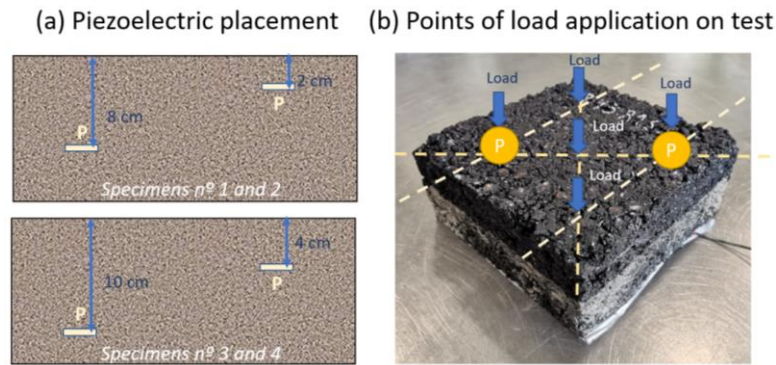 (a) Piezoelectric placement
(b) Points of load application on test
2 cm
8 cm
P
P
Specimens nº 1 and 2
4 cm
10 cm
P
P
Specimens nº 3 and 4
Load
Load
Load
Load
P
P
Load